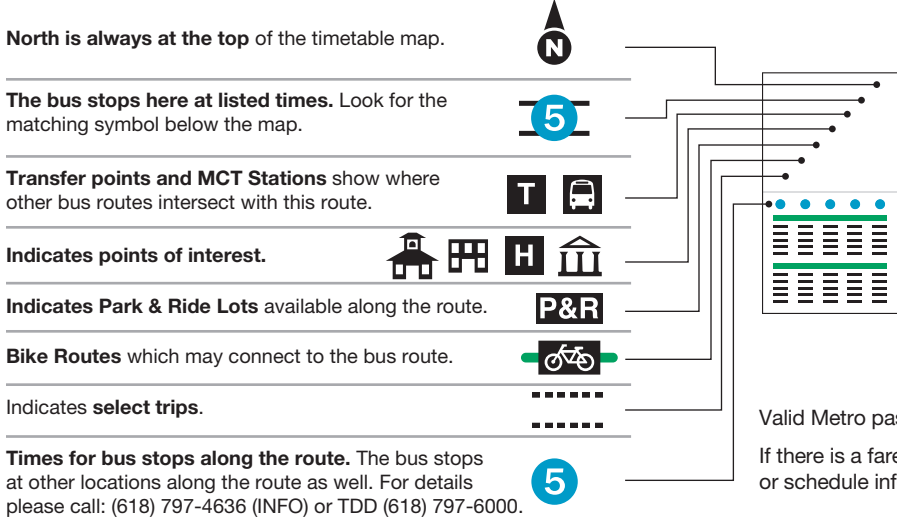 North is always at the top of the timetable map.
N
The bus stops here at listed times. Look for the
matching symbol below the map.
5
Transfer points and MCT Stations show where
other bus routes intersect with this route.
T
Indicates points of interest.
H
Indicates Park & Ride Lots available along the route.
P&R
Bike Routes which may connect to the bus route.
Indicates select trips.
Times for bus stops along the route. The bus stops
at other locations along the route as well. For details
please call: (618) 797-4636 (INFO) or TDD (618) 797-6000.
5
Valid Metro
If there is a
or schedule